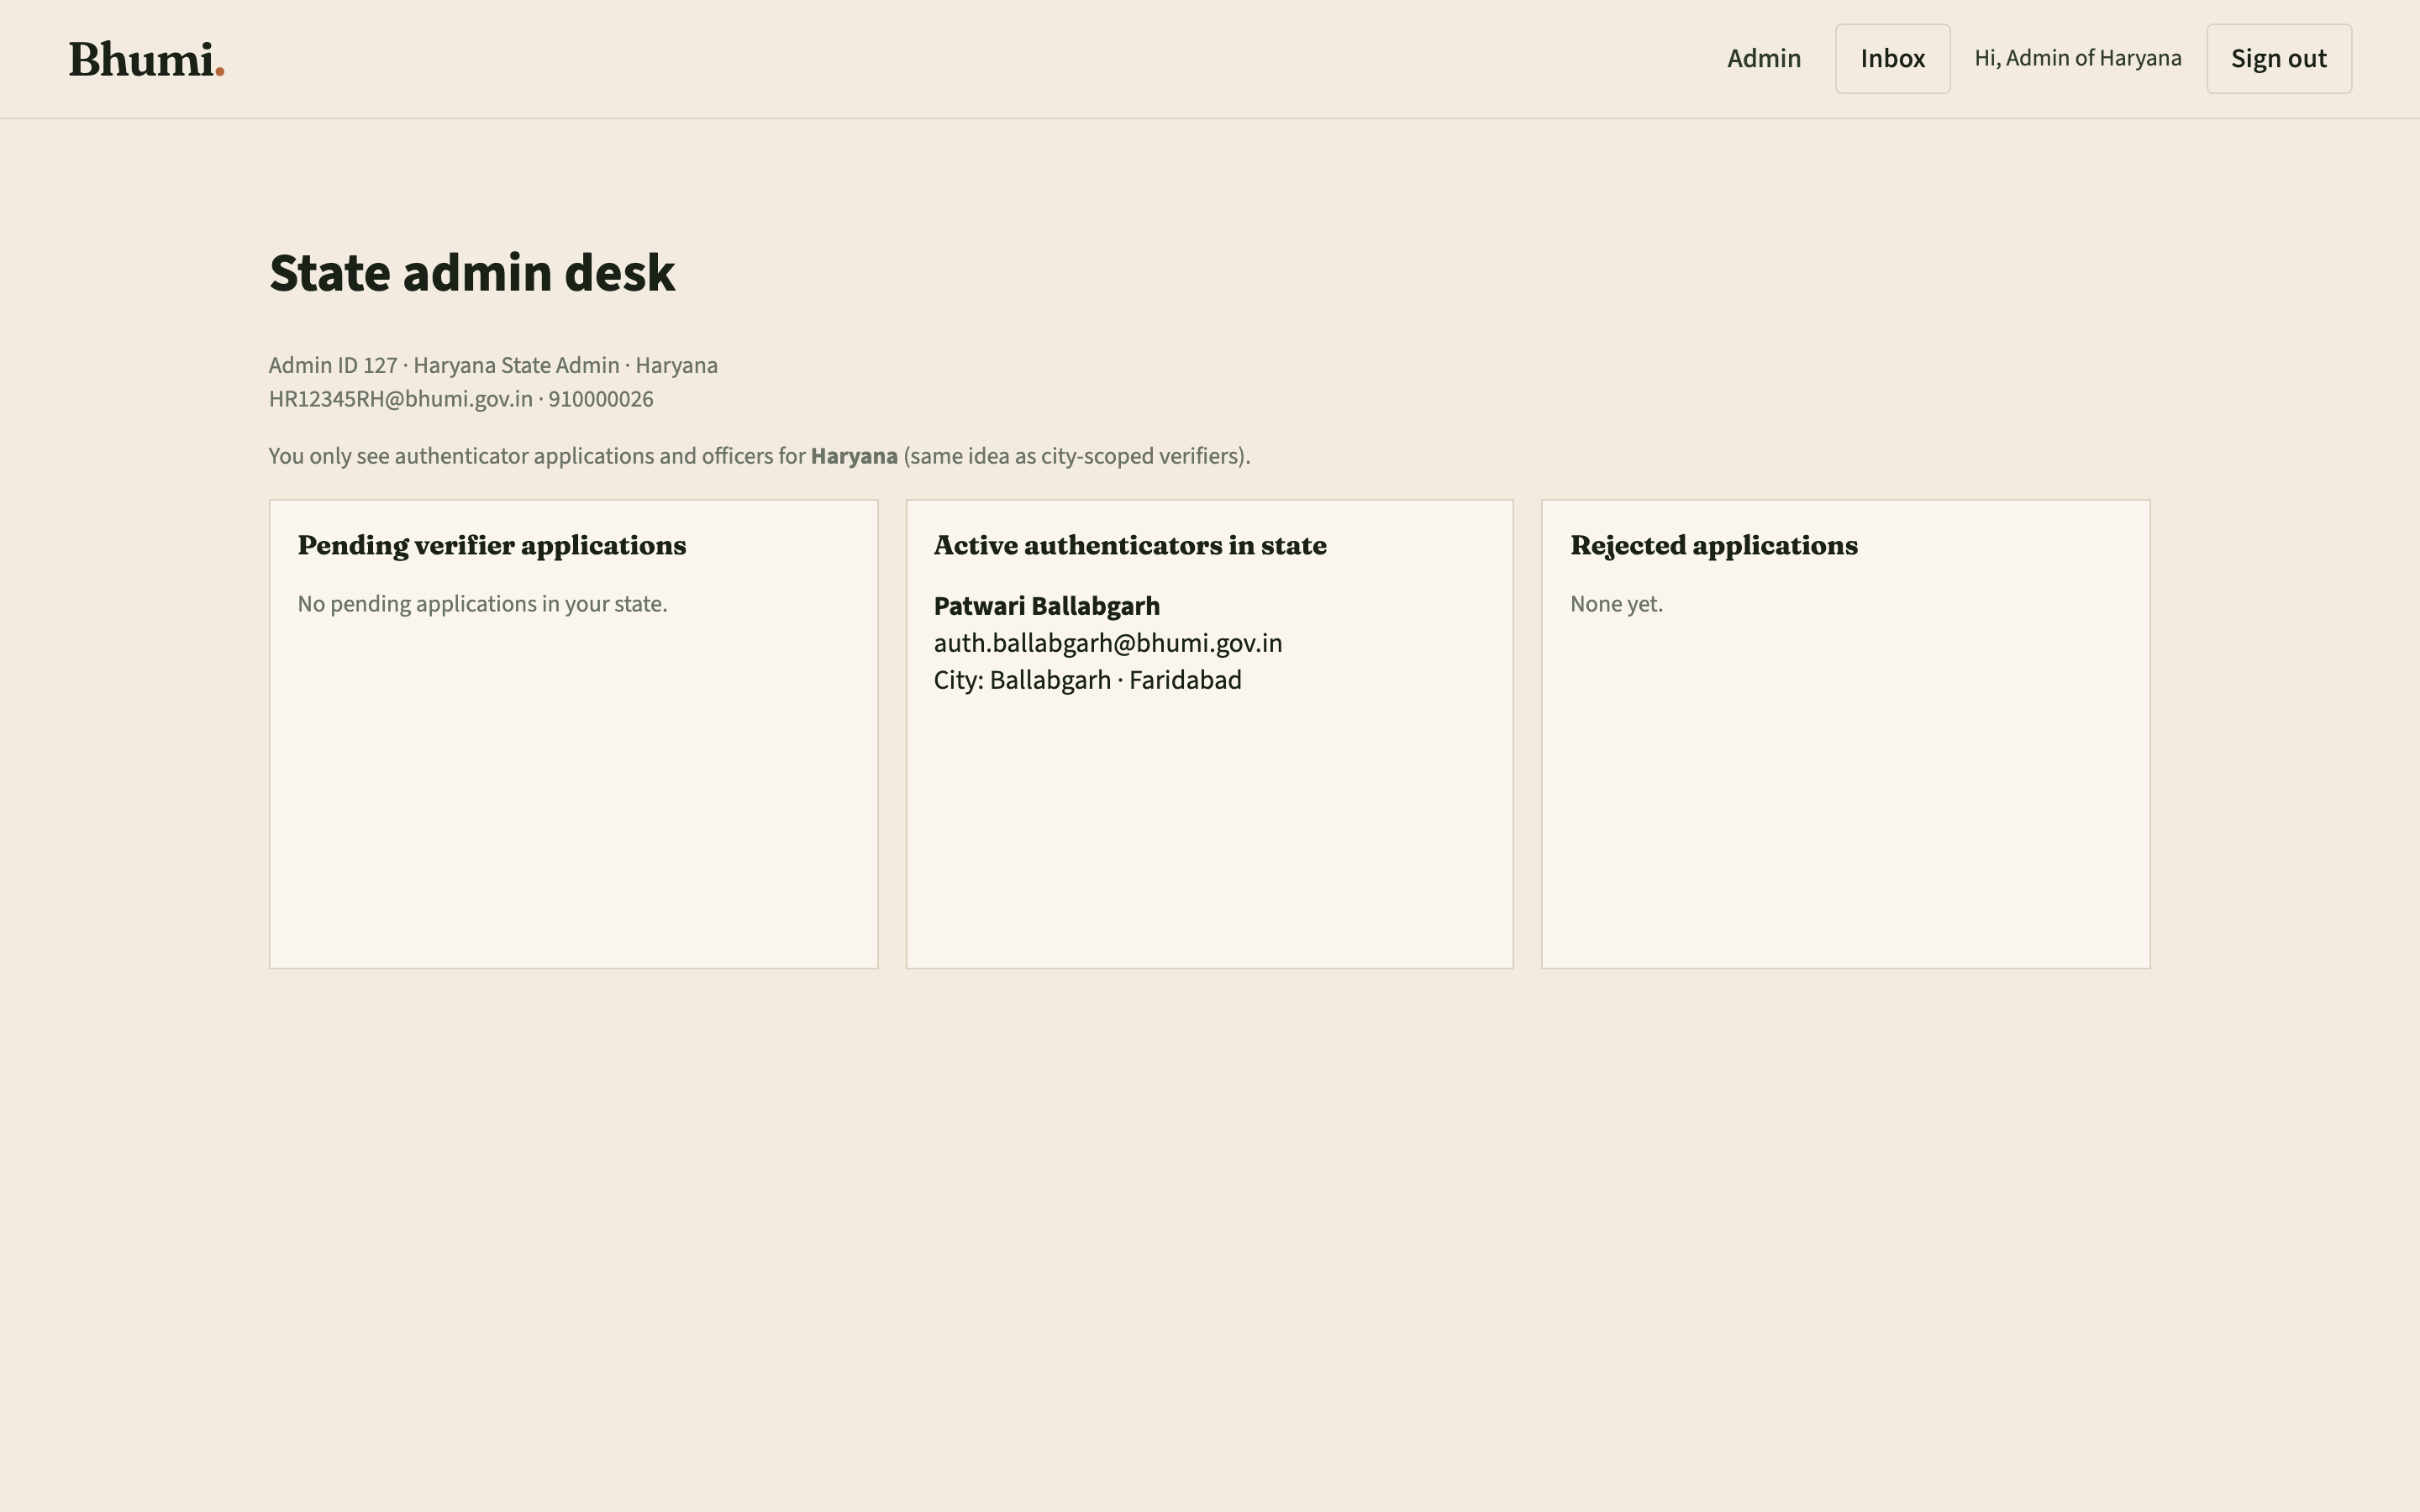 Bhumi.
Admin
Inbox
Hi, Admin of Haryana
Sign out
State admin desk
Admin ID 127 · Haryana State Admin · Haryana
HR12345RH@bhumi.gov.in · 910000026
You only see authenticator applications and officers for Haryana (same idea as city-scoped verifiers).
Pending verifier applications
No pending applications in your state.
Active authenticators in state
Patwari Ballabgarh
auth.ballabgarh@bhumi.gov.in
City: Ballabgarh · Faridabad
Rejected applications
None yet.